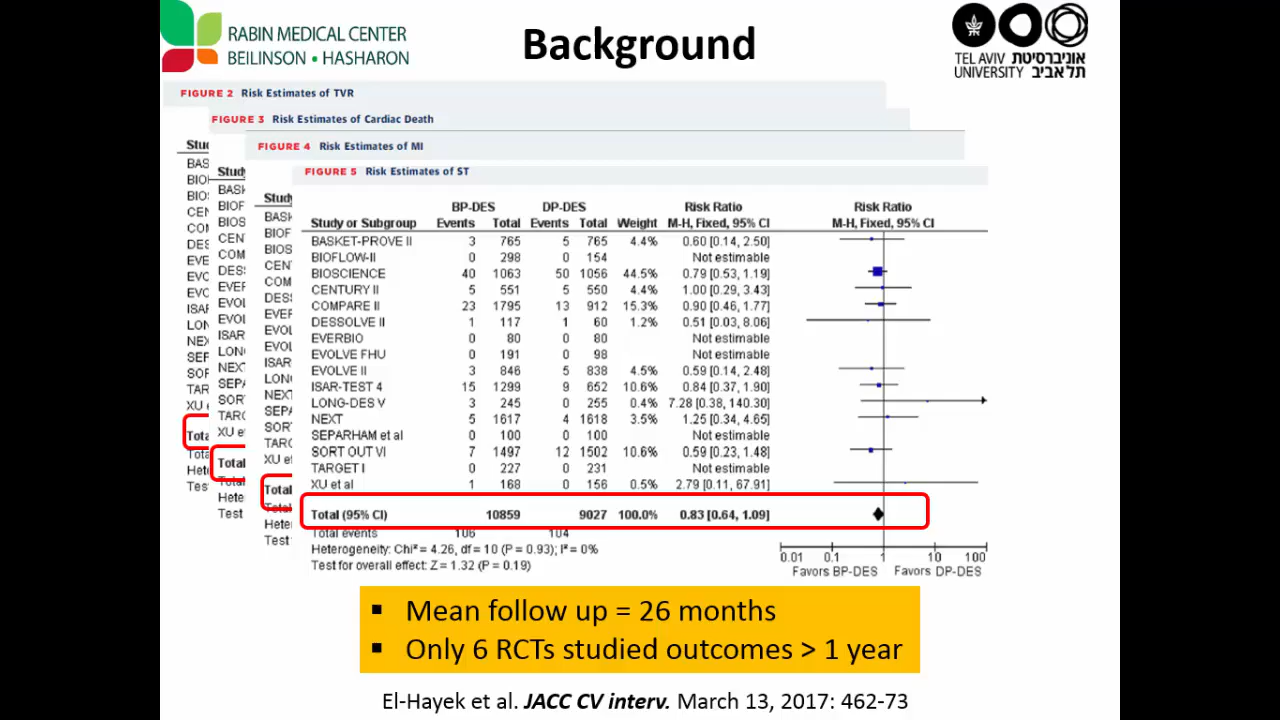 RABIN MEDICAL CENTER
BEILINSON • HASHARON
Background
TEL AVIV אוניברסיטת
UNIVERSITY תל אביב
FIGURE 2 Risk Estimates of TVR
FIGURE 3 Risk Estimates of Cardiac Death
FIGURE 4 Risk Estimates of MI
FIGURE 5 Risk Estimates of ST
BP-DES DP-DES Risk Ratio Risk Ratio
Study or Subgroup Events Total Events Total Weight M-H, Fixed, 95% CI M-H, Fixed, 95% CI
BASKET-PROVE II 3 765 5 765 4.4% 0.60 [0.14, 2.50]
BIOFLOW-II 0 298 0 154 Not estimable
BIOSCIENCE 40 1063 50 1056 44.5% 0.79 [0.53, 1.19]
CENTURY II 5 551 5 550 4.4% 1.00 [0.29, 3.43]
COMPARE II 23 1795 13 912 15.3% 0.90 [0.46, 1.77]
DESSOLVE II 1 117 1 60 1.2% 0.51 [0.03, 8.06]
EVERBIO 0 80 0 80 Not estimable
EVOLVE FHU 0 191 0 98 Not estimable
EVOLVE II 3 846 5 838 4.5% 0.59 [0.14, 2.48]
ISAR-TEST 4 15 1299 9 652 10.6% 0.84 [0.37, 1.90]
LONG-DES V 3 245 0 255 0.4% 7.28 [0.38, 140.30]
NEXT 5 1617 4 1618 3.5% 1.25 [0.34, 4.65]
SEPARHAM et al 0 100 0 100 Not estimable
SORT OUT VI 7 1497 12 1502 10.6% 0.59 [0.23, 1.48]
TARGET I 0 227 0 231 Not estimable
XU et al 1 168 0 156 0.5% 2.79 [0.11, 67.91]
Total (95% CI) 10859 9027 100.0% 0.83 [0.64, 1.09]
Total events 106 104
Heterogeneity: Chi² = 4.26, df = 10 (P = 0.93); I² = 0%
Test for overall effect: Z = 1.32 (P = 0.19)
0.01 0.1 1 10 100
Favors BP-DES Favors DP-DES
▪ Mean follow up = 26 months
▪ Only 6 RCTs studied outcomes > 1 year
El-Hayek et al. JACC CV interv. March 13, 2017: 462-73